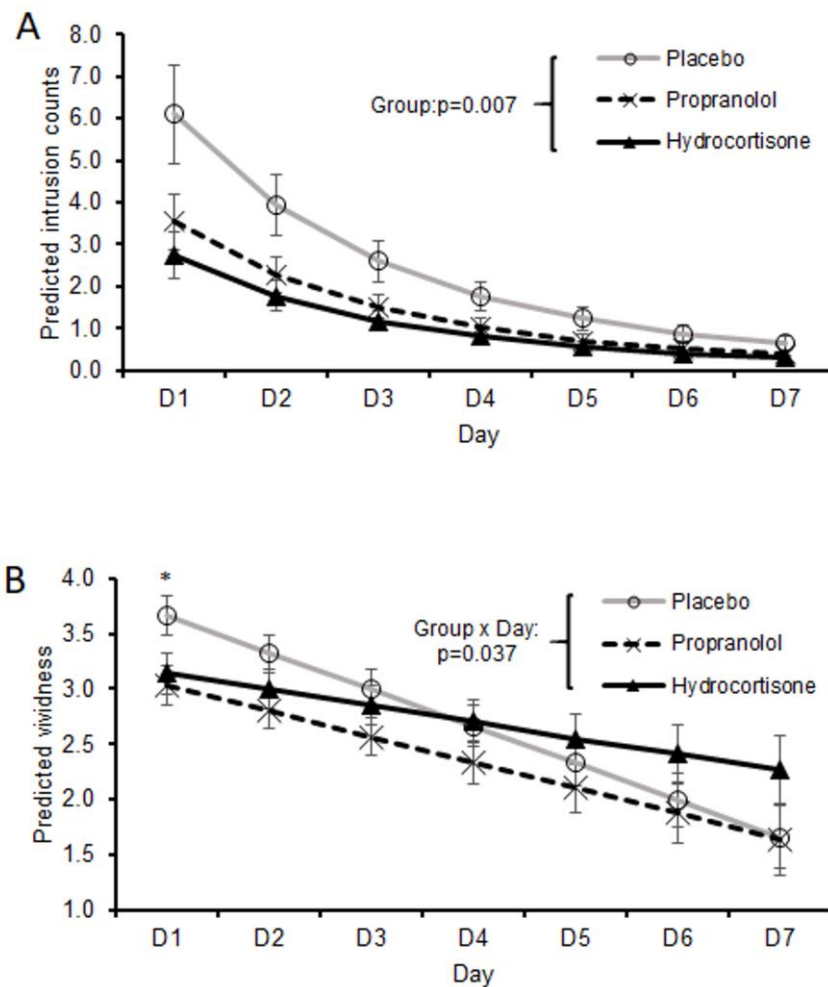 A
Predicted intrusion counts
8.0
7.0
6.0
5.0
4.0
3.0
2.0
1.0
0.0
Group:p=0.007
Placebo
Propranolol
Hydrocortisone
D1 D2 D3 D4 D5 D6 D7
Day
B
Predicted vividness
4.0
3.5
3.0
2.5
2.0
1.5
1.0
*
Group x Day:
p=0.037
Placebo
Propranolol
Hydrocortisone
D1 D2 D3 D4 D5 D6 D7
Day